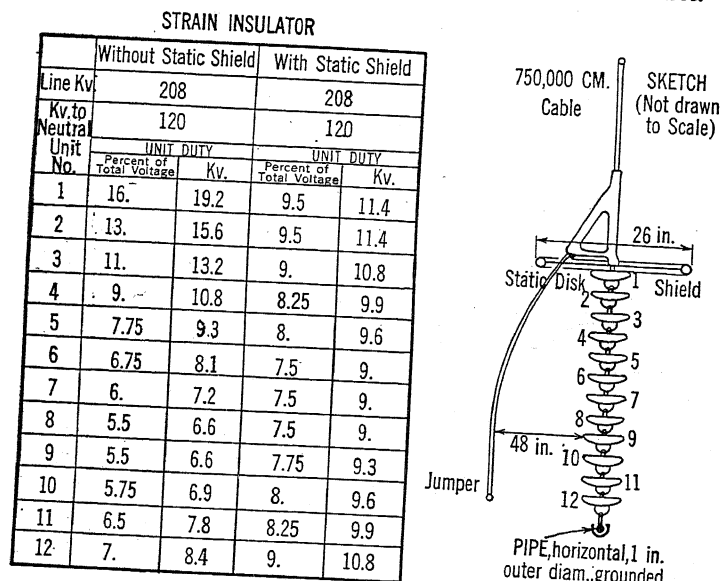 STRAIN INSULATOR
Without Static Shield With Static Shield
Line Kv. 208 208
Kv. to Neutral 120 120
Unit No. UNIT DUTY UNIT DUTY
Percent of Total Voltage Kv. Percent of Total Voltage Kv.
1 16. 19.2 9.5 11.4
2 13. 15.6 9.5 11.4
3 11. 13.2 9. 10.8
4 9. 10.8 8.25 9.9
5 7.75 9.3 8. 9.6
6 6.75 8.1 7.5 9.
7 6. 7.2 7.5 9.
8 5.5 6.6 7.5 9.
9 5.5 6.6 7.75 9.3
10 5.75 6.9 8. 9.6
11 6.5 7.8 8.25 9.9
12 7. 8.4 9. 10.8
750,000 CM.
Cable
SKETCH
(Not drawn
to Scale)
26 in.
Static Disk Shield
1
2
3
4
5
6
7
8
9
10
11
12
48 in.
Jumper
PIPE, horizontal, 1 in.
outer diam., grounded